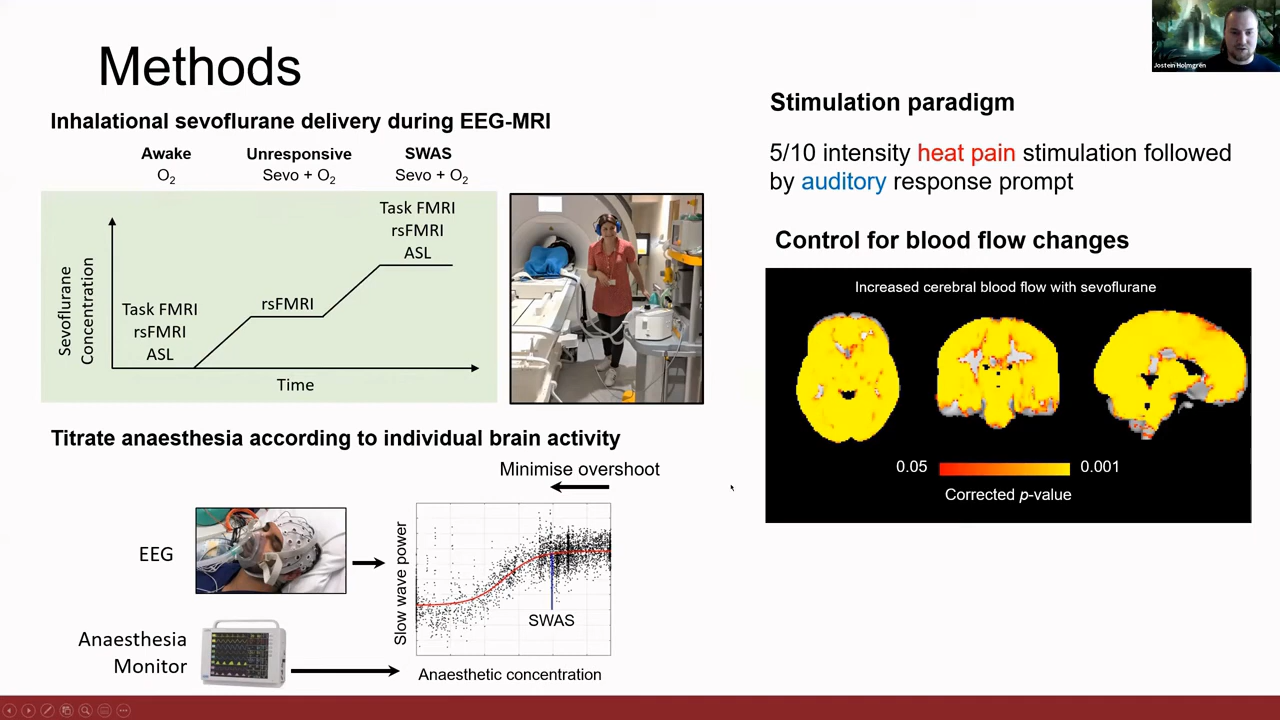 Methods
Inhalational sevoflurane delivery during EEG-MRI
Awake
O2
Unresponsive
Sevo + O2
SWAS
Sevo + O2
Sevoflurane
Concentration
Task FMRI
rsFMRI
ASL
rsFMRI
Task FMRI
rsFMRI
ASL
Time
Titrate anaesthesia according to individual brain activity
Minimise overshoot
EEG
Anaesthesia
Monitor
Slow wave power
SWAS
Anaesthetic concentration
Jostein Holmgren
Stimulation paradigm
5/10 intensity heat pain stimulation followed
by auditory response prompt
Control for blood flow changes
Increased cerebral blood flow with sevoflurane
0.05
0.001
Corrected p-value